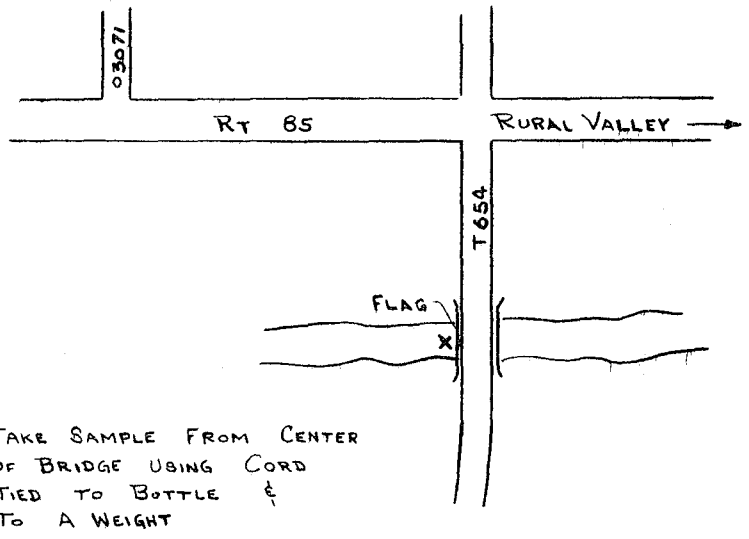 03071
RT 85
RURAL VALLEY
T654
FLAG
X
TAKE SAMPLE FROM CENTER
OF BRIDGE USING CORD
TIED TO BOTTLE &
TO A WEIGHT